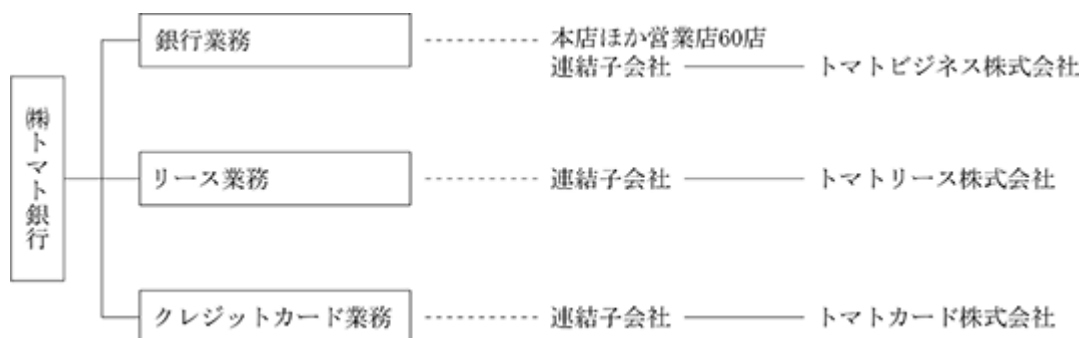 ㈱トマト銀行
銀行業務
本店ほか営業店60店
連結子会社
トマトビジネス株式会社
リース業務
連結子会社
トマトリース株式会社
クレジットカード業務
連結子会社
トマトカード株式会社